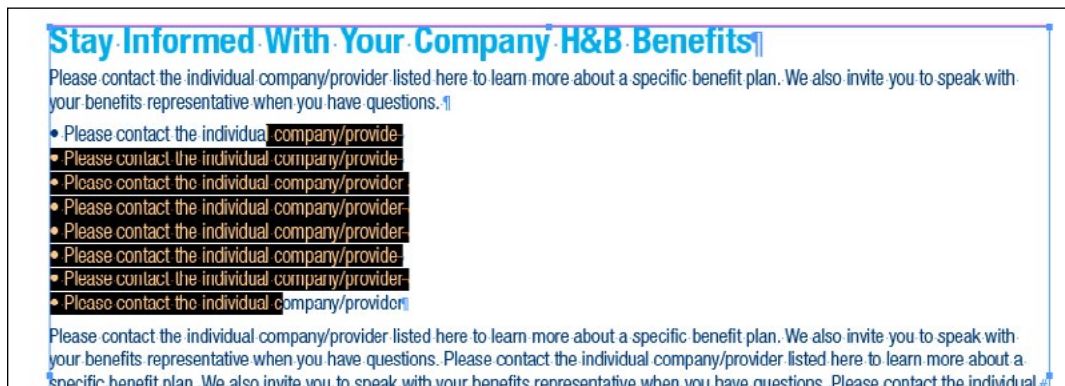 Stay Informed With Your Company H&B Benefits
Please contact the individual company/provider listed here to learn more about a specific benefit plan. We also invite you to speak with
your benefits representative when you have questions.
• Please contact the individual company/provide
• Please contact the individual company/provide
• Please contact the individual company/provider
• Please contact the individual company/provider
• Please contact the individual company/provider
• Please contact the individual company/provide
• Please contact the individual company/provider
• Please contact the individual company/provider
Please contact the individual company/provider listed here to learn more about a specific benefit plan. We also invite you to speak with
your benefits representative when you have questions. Please contact the individual company/provider listed here to learn more about a
specific benefit plan. We also invite you to speak with your benefits representative when you have questions. Please contact the individual